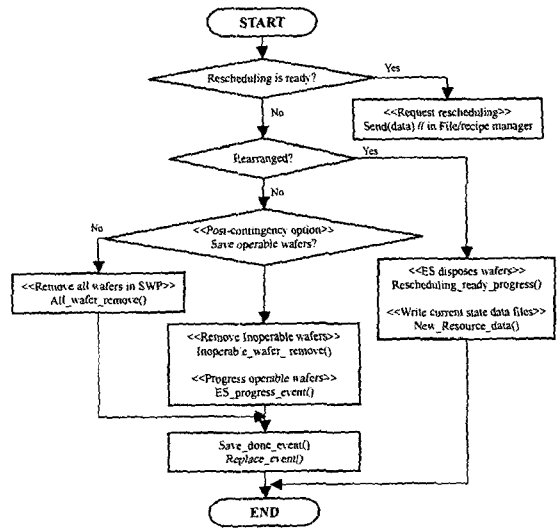 START
Rescheduling is ready?
Yes
<<Request rescheduling>>
Send(data) // in File/recipe manager
No
Rearranged?
Yes
No
<<Post-contingency option>>
Save operable wafers?
No
<<Remove all wafers in SWP>>
All_wafer_remove()
<<ES disposes wafers>>
Rescheduling_ready_progress()
<<Write current state data files>>
New_Resource_data()
<<Remove Inoperable wafers>>
Inoperable_wafer_remove()
<<Progress operable wafers>>
ES_progress_event()
Save_done_event()
Replace_event()
END